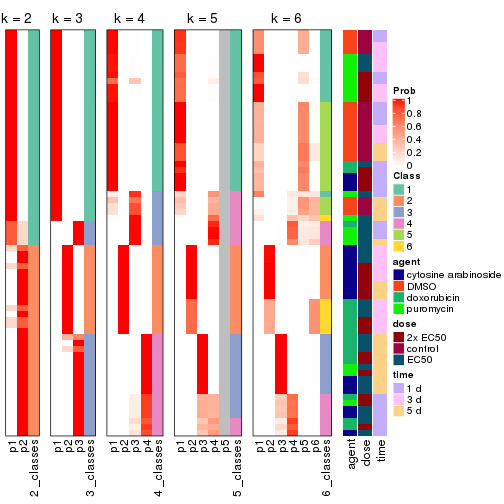 k = 2
k = 3
k = 4
k = 5
k = 6
Prob
1
0.8
0.6
0.4
0.2
0
Class
1
2
3
4
5
6
agent
cytosine arabinoside
DMSO
doxorubicin
puromycin
dose
2x EC50
control
EC50
time
1 d
3 d
5 d
p1
p2
2_classes
p1
p2
p3
3_classes
p1
p2
p3
p4
4_classes
p1
p2
p3
p4
p5
5_classes
p1
p2
p3
p4
p5
p6
6_classes
agent
dose
time